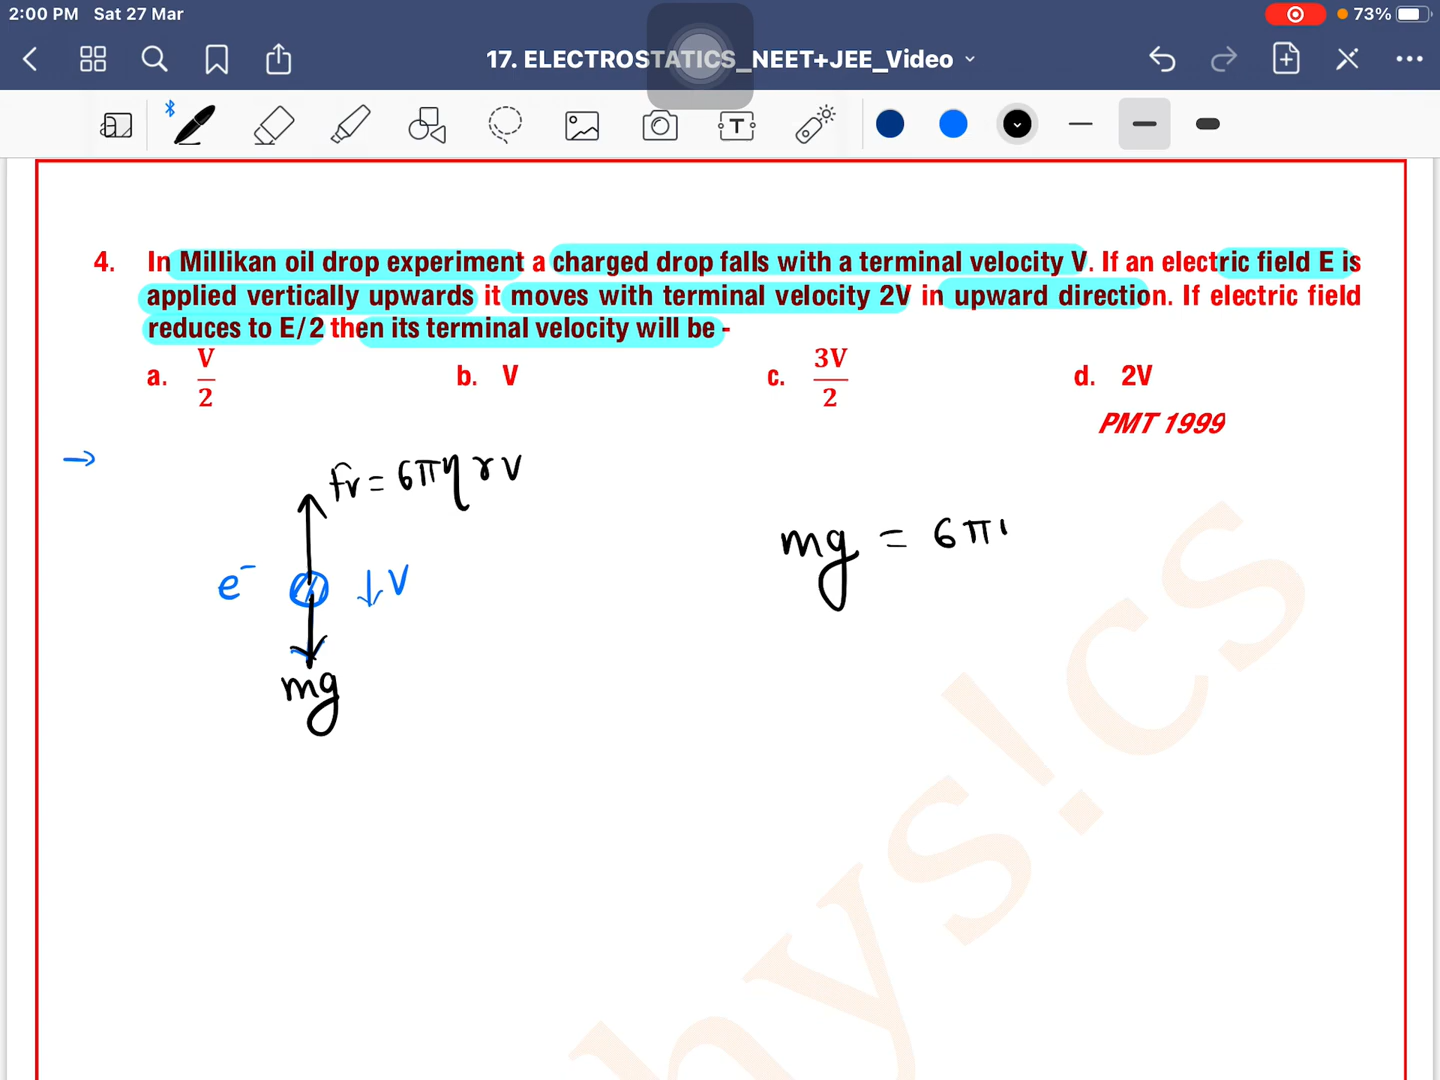 2:00 PM Sat 27 Mar
73%
17. ELECTROSTATICS_NEET+JEE_Video
T
4. In Millikan oil drop experiment a charged drop falls with a terminal velocity V. If an electric field E is
applied vertically upwards it moves with terminal velocity 2V in upward direction. If electric field
reduces to E/2 then its terminal velocity will be -
a. V/2 b. V c. 3V/2 d. 2V
PMT 1999
→ Fv = 6πηrv
mg = 6π
e⁻ ↓V
mg
hys!cs